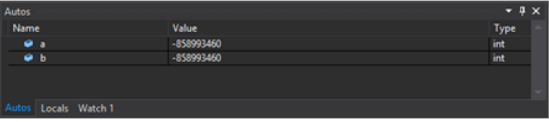 Autos
Name Value Type
a -858993460 int
b -858993460 int
Autos Locals Watch 1